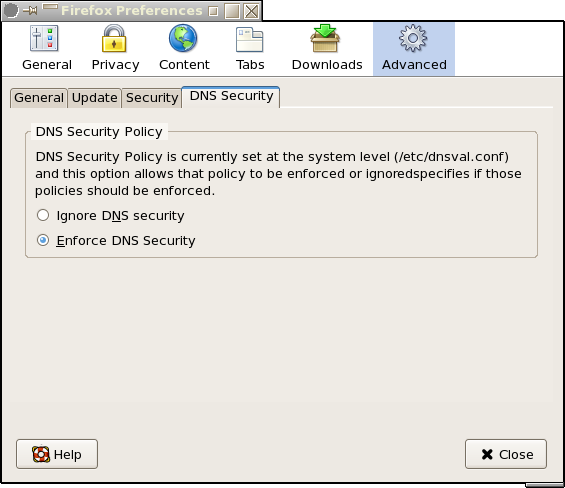 Firefox Preferences
General Privacy Content Tabs Downloads Advanced
General Update Security DNS Security
DNS Security Policy
DNS Security Policy is currently set at the system level (/etc/dnsval.conf)
and this option allows that policy to be enforced or ignoredspecifies if those
policies should be enforced.
Ignore DNS security
Enforce DNS Security
Help Close